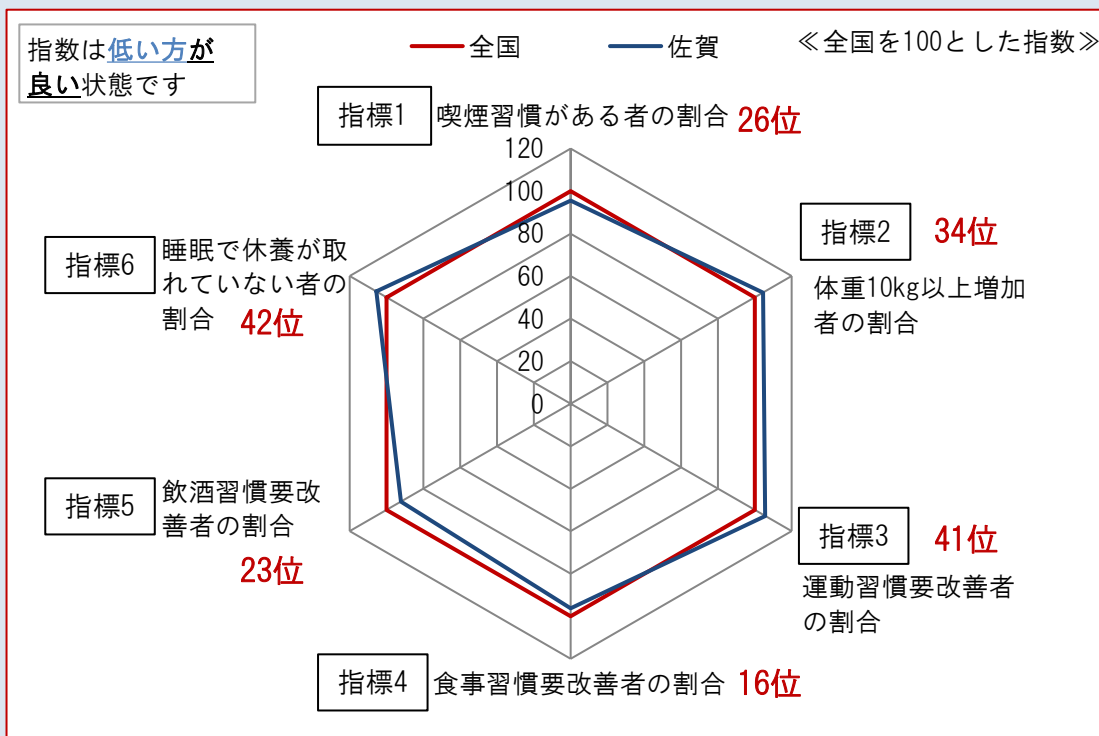 指数は低い方が
良い状態です
全国
佐賀
≪全国を100とした指数≫
指標1
喫煙習慣がある者の割合 26位
120
100
80
60
40
20
0
指標2
34位
体重10kg以上増加
者の割合
指標3
41位
運動習慣要改善者
の割合
指標4
食事習慣要改善者の割合 16位
指標5
飲酒習慣要改
善者の割合
23位
指標6
睡眠で休養が取
れていない者の
割合 42位